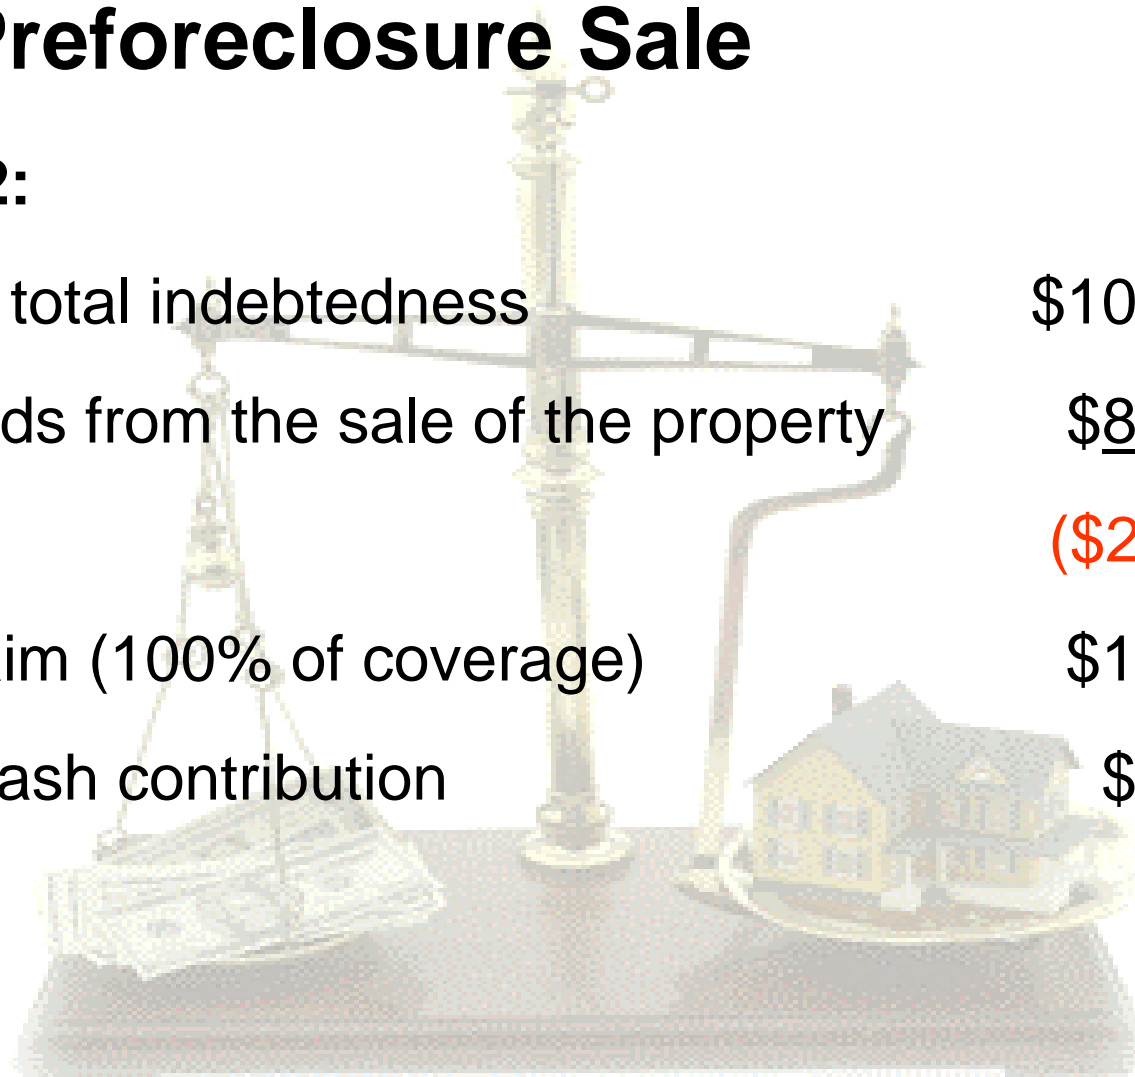 Preforeclosure Sale
2:
total indebtedness $10
ds from the sale of the property $8
($2
im (100% of coverage) $1
ash contribution $